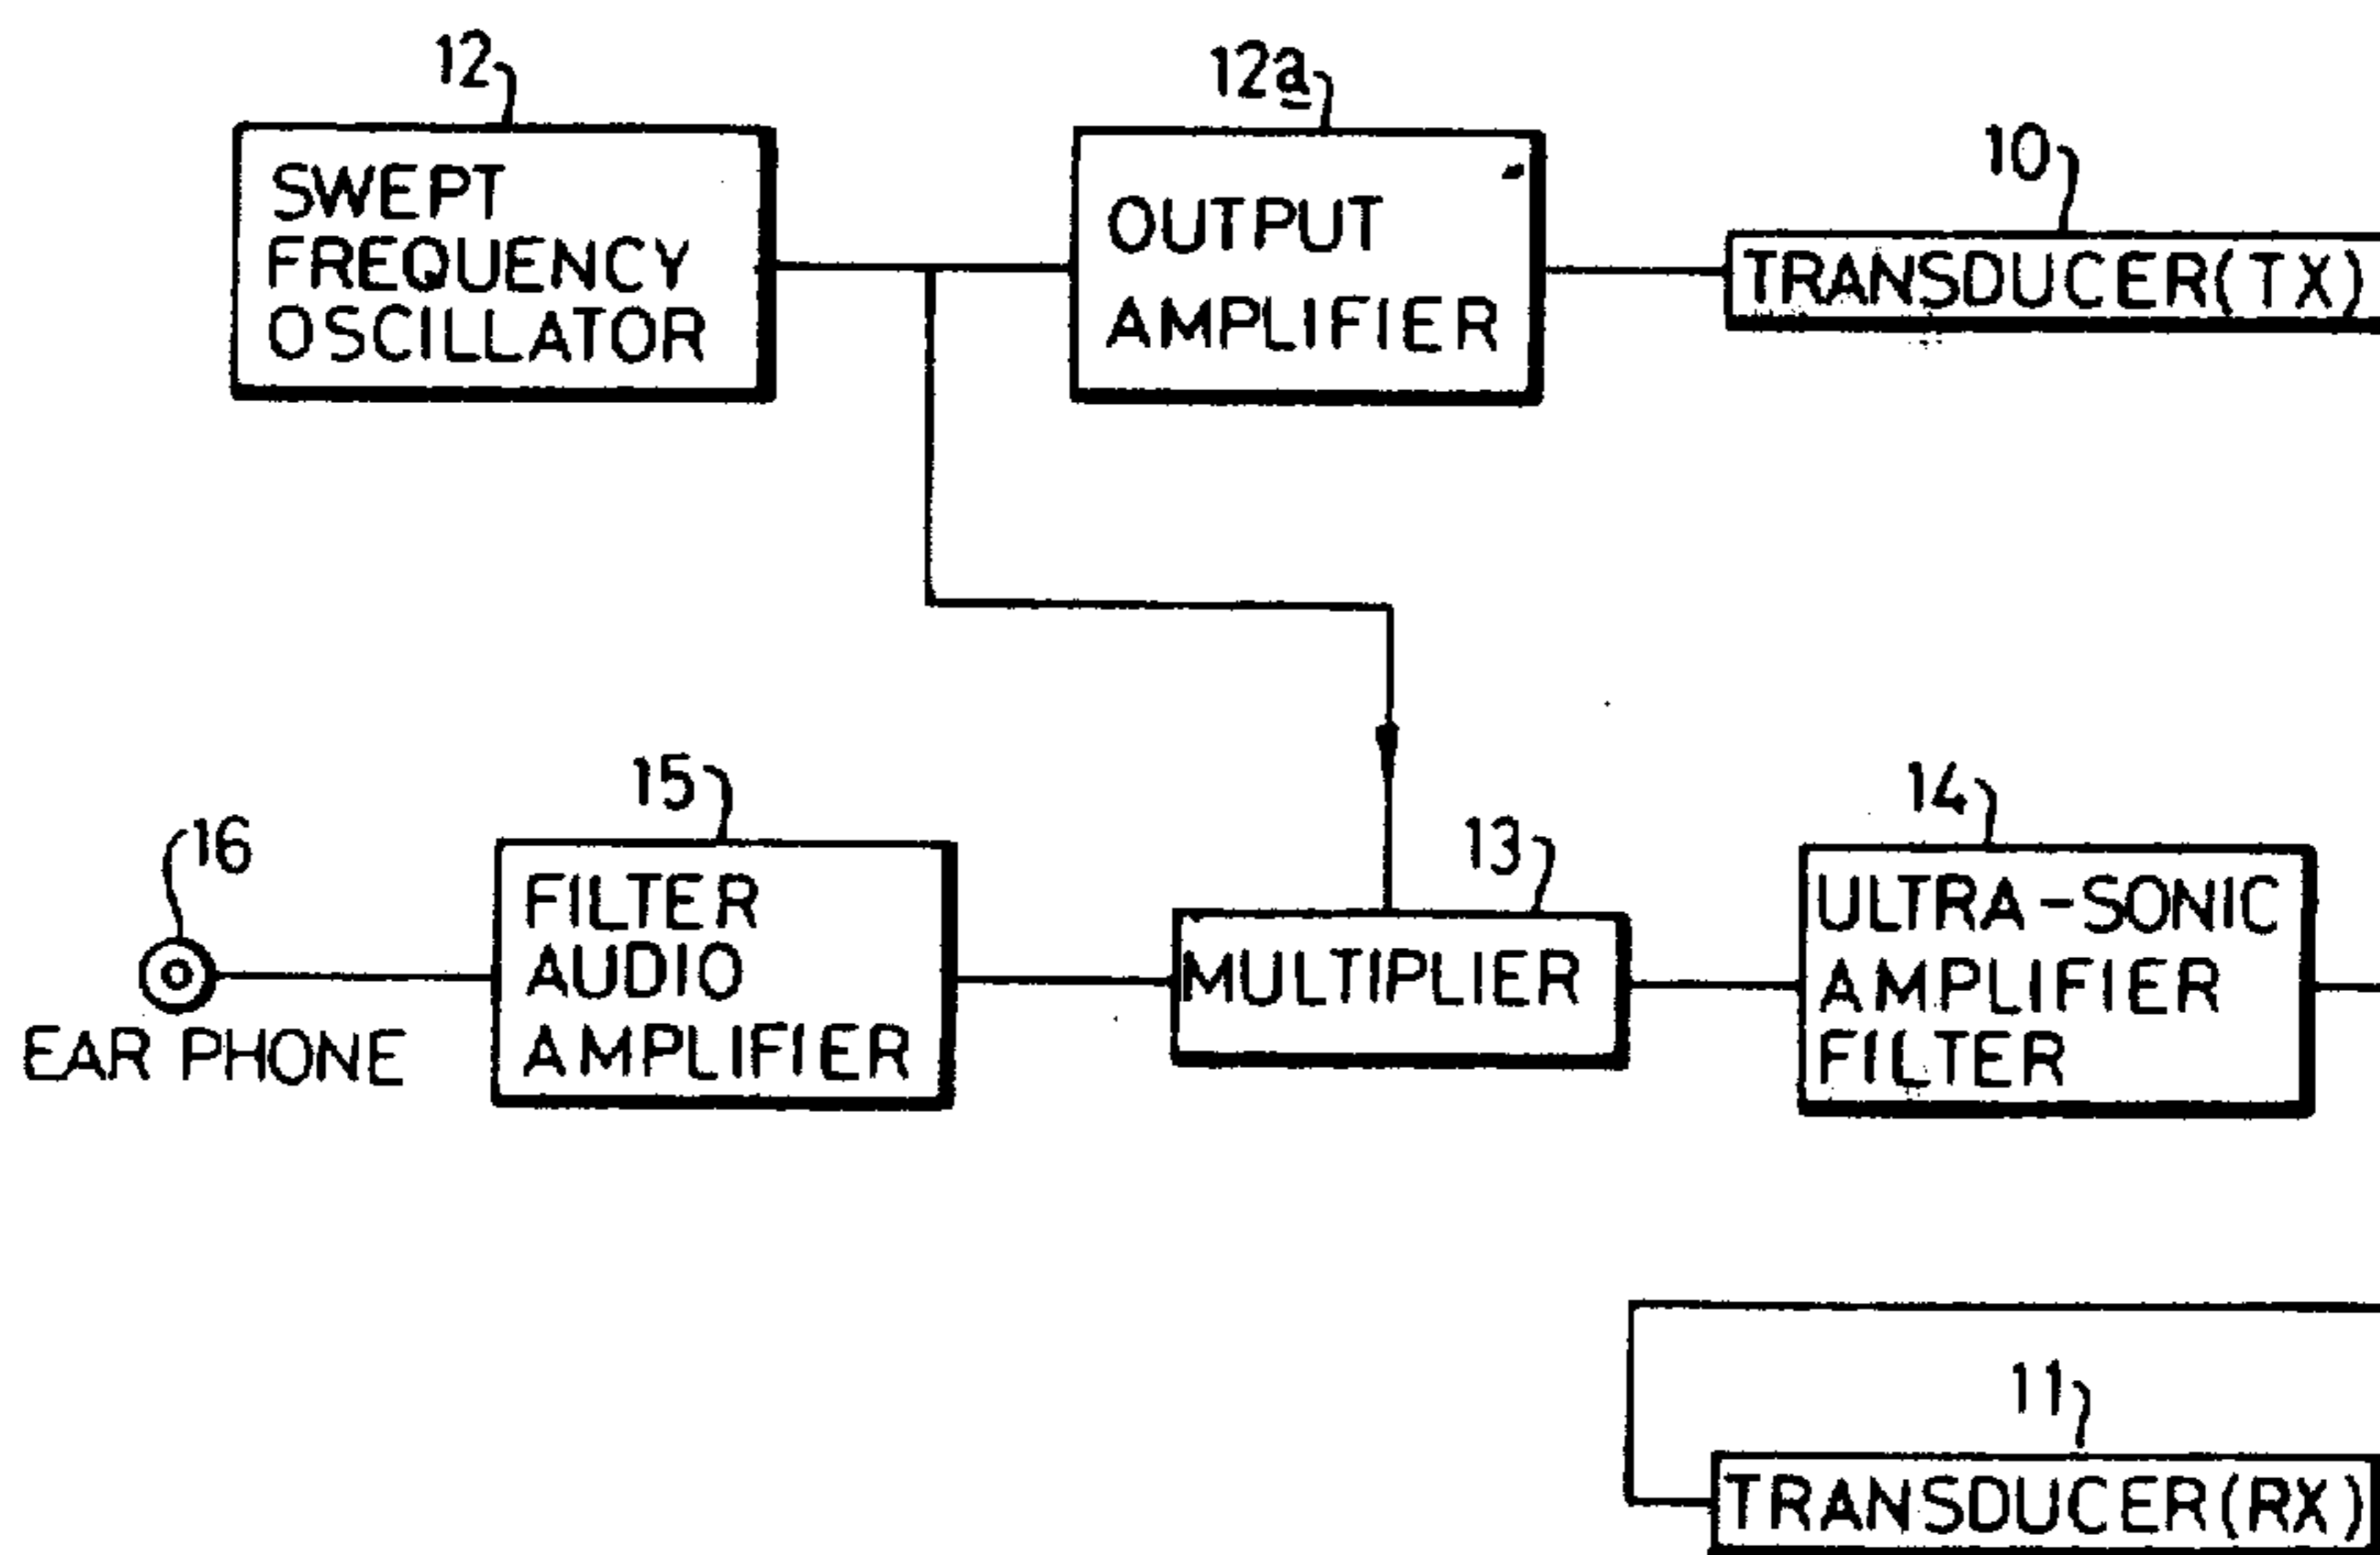 12
SWEPT
FREQUENCY
OSCILLATOR
12a
OUTPUT
AMPLIFIER
10
TRANSDUCER(TX)
16
EAR PHONE
15
FILTER
AUDIO
AMPLIFIER
13
MULTIPLIER
14
ULTRA-SONIC
AMPLIFIER
FILTER
11
TRANSDUCER(RX)